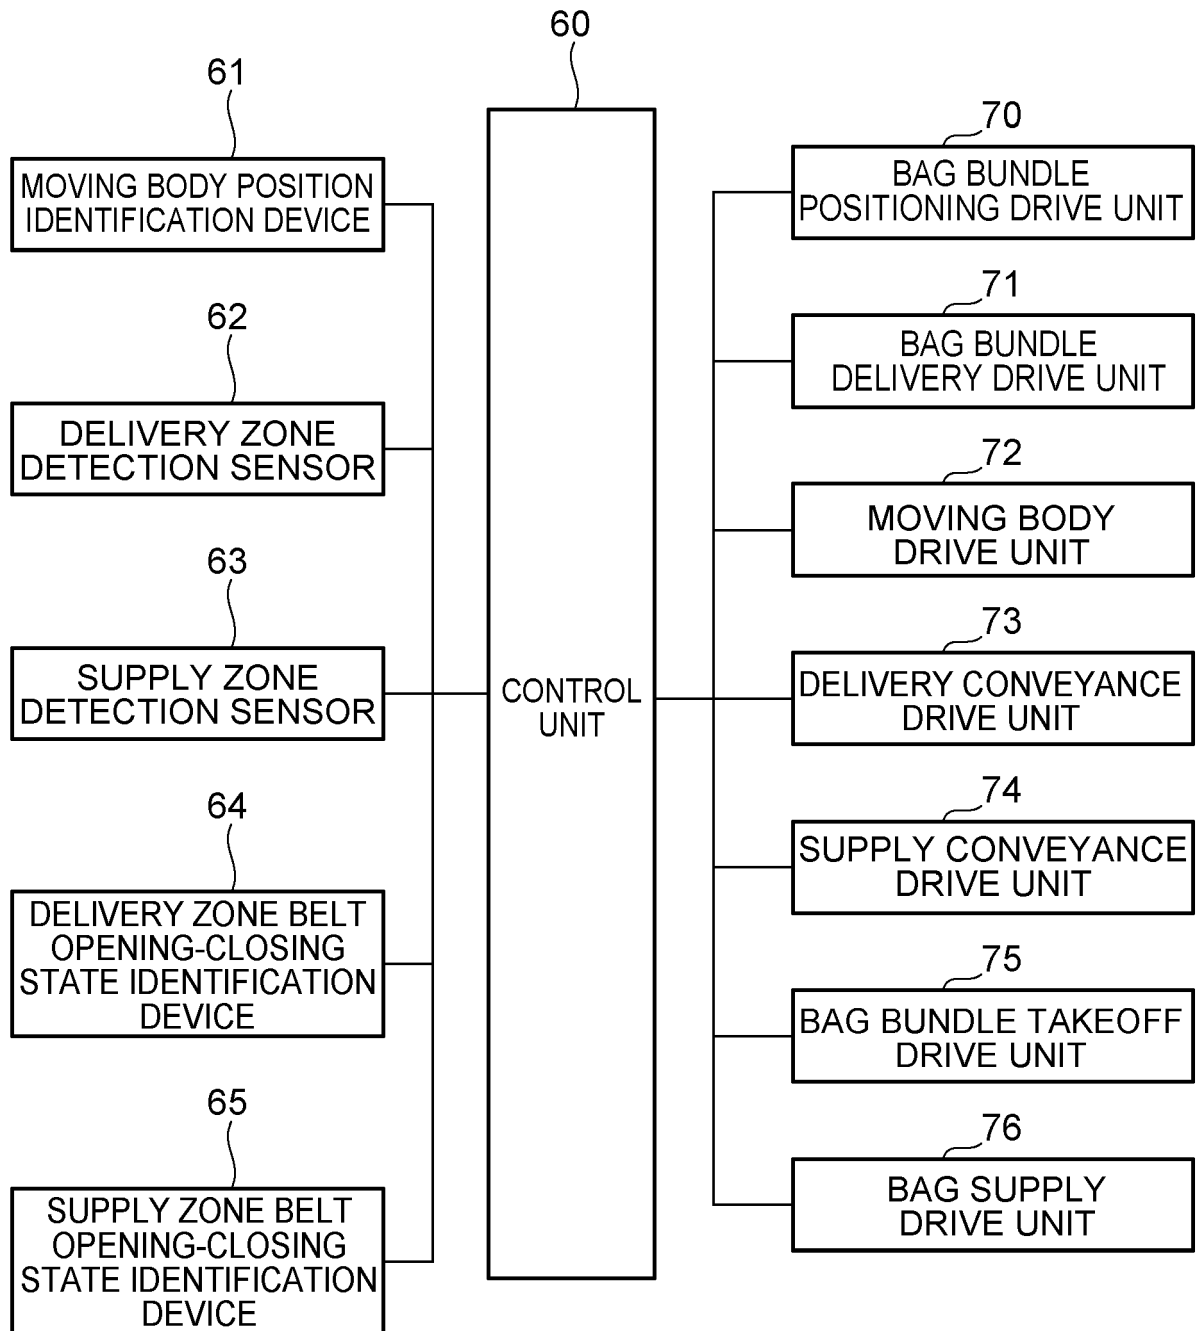 60
61
MOVING BODY POSITION
IDENTIFICATION DEVICE
62
DELIVERY ZONE
DETECTION SENSOR
63
SUPPLY ZONE
DETECTION SENSOR
64
DELIVERY ZONE BELT
OPENING-CLOSING
STATE IDENTIFICATION
DEVICE
65
SUPPLY ZONE BELT
OPENING-CLOSING
STATE IDENTIFICATION
DEVICE
CONTROL
UNIT
70
BAG BUNDLE
POSITIONING DRIVE UNIT
71
BAG BUNDLE
DELIVERY DRIVE UNIT
72
MOVING BODY
DRIVE UNIT
73
DELIVERY CONVEYANCE
DRIVE UNIT
74
SUPPLY CONVEYANCE
DRIVE UNIT
75
BAG BUNDLE TAKEOFF
DRIVE UNIT
76
BAG SUPPLY
DRIVE UNIT